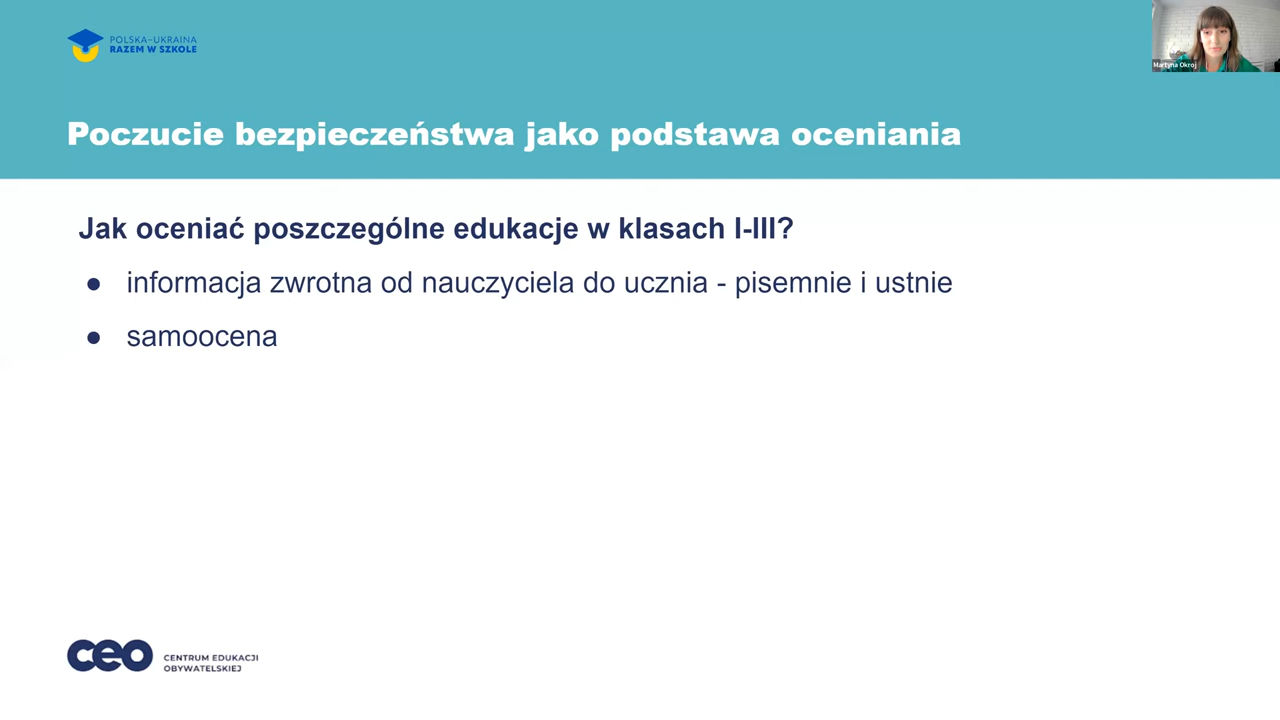 POLSKA-UKRAINA
RAZEM W SZKOLE
Martyna Okroj
Poczucie bezpieczeństwa jako podstawa oceniania
Jak oceniać poszczególne edukacje w klasach I-III?
● informacja zwrotna od nauczyciela do ucznia - pisemnie i ustnie
● samoocena
ceo CENTRUM EDUKACJI
OBYWATELSKIEJ